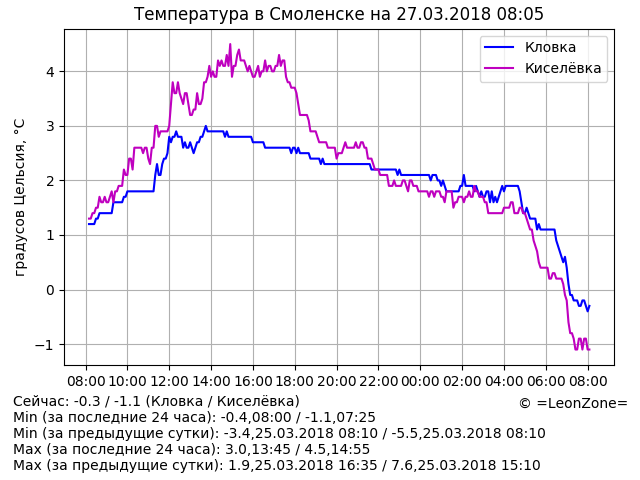 Температура в Смоленске на 27.03.2018 08:05
Кловка
Киселёвка
градусов Цельсия, °C
4
3
2
1
0
−1
08:00 10:00 12:00 14:00 16:00 18:00 20:00 22:00 00:00 02:00 04:00 06:00 08:00
Сейчас: -0.3 / -1.1 (Кловка / Киселёвка)
© =LeonZone=
Min (за последние 24 часа): -0.4,08:00 / -1.1,07:25
Min (за предыдущие сутки): -3.4,25.03.2018 08:10 / -5.5,25.03.2018 08:10
Max (за последние 24 часа): 3.0,13:45 / 4.5,14:55
Max (за предыдущие сутки): 1.9,25.03.2018 16:35 / 7.6,25.03.2018 15:10